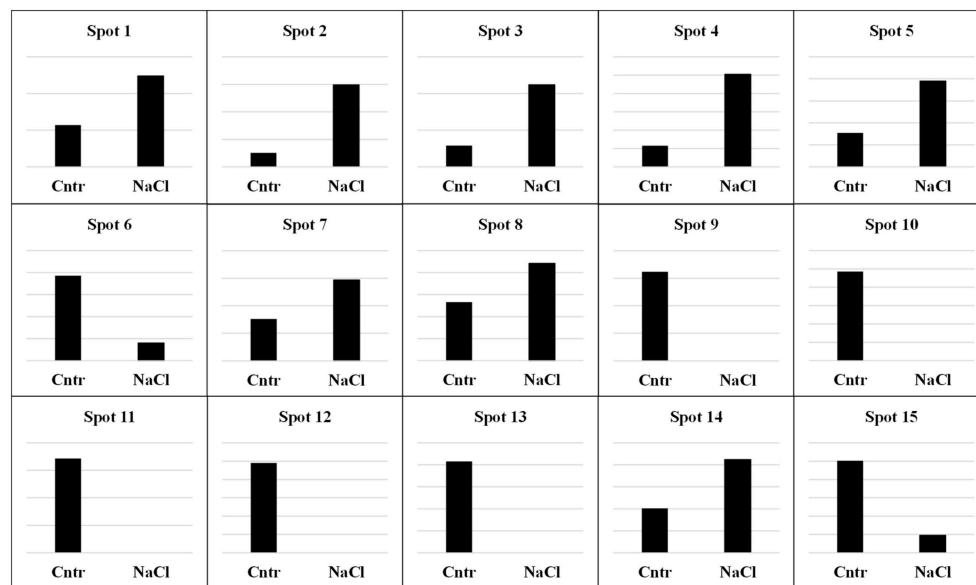 Spot 1
Spot 2
Spot 3
Spot 4
Spot 5
Cntr NaCl
Cntr NaCl
Cntr NaCl
Cntr NaCl
Cntr NaCl
Spot 6
Spot 7
Spot 8
Spot 9
Spot 10
Cntr NaCl
Cntr NaCl
Cntr NaCl
Cntr NaCl
Cntr NaCl
Spot 11
Spot 12
Spot 13
Spot 14
Spot 15
Cntr NaCl
Cntr NaCl
Cntr NaCl
Cntr NaCl
Cntr NaCl